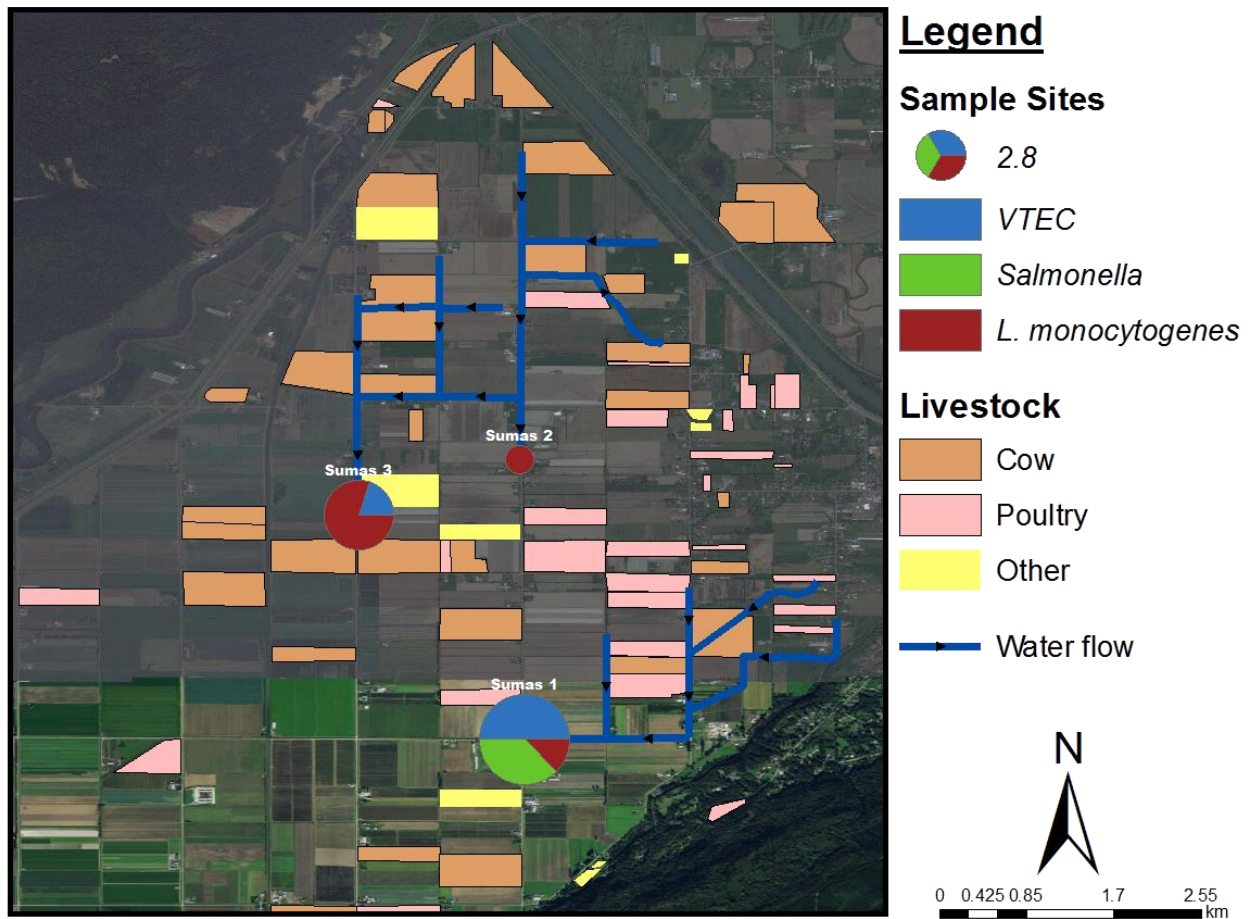 Legend
Sample Sites
2.8
VTEC
Salmonella
L. monocytogenes
Livestock
Cow
Poultry
Other
Water flow
N
0 0.425 0.85 1.7 2.55
km
Sumas 2
Sumas 3
Sumas 1